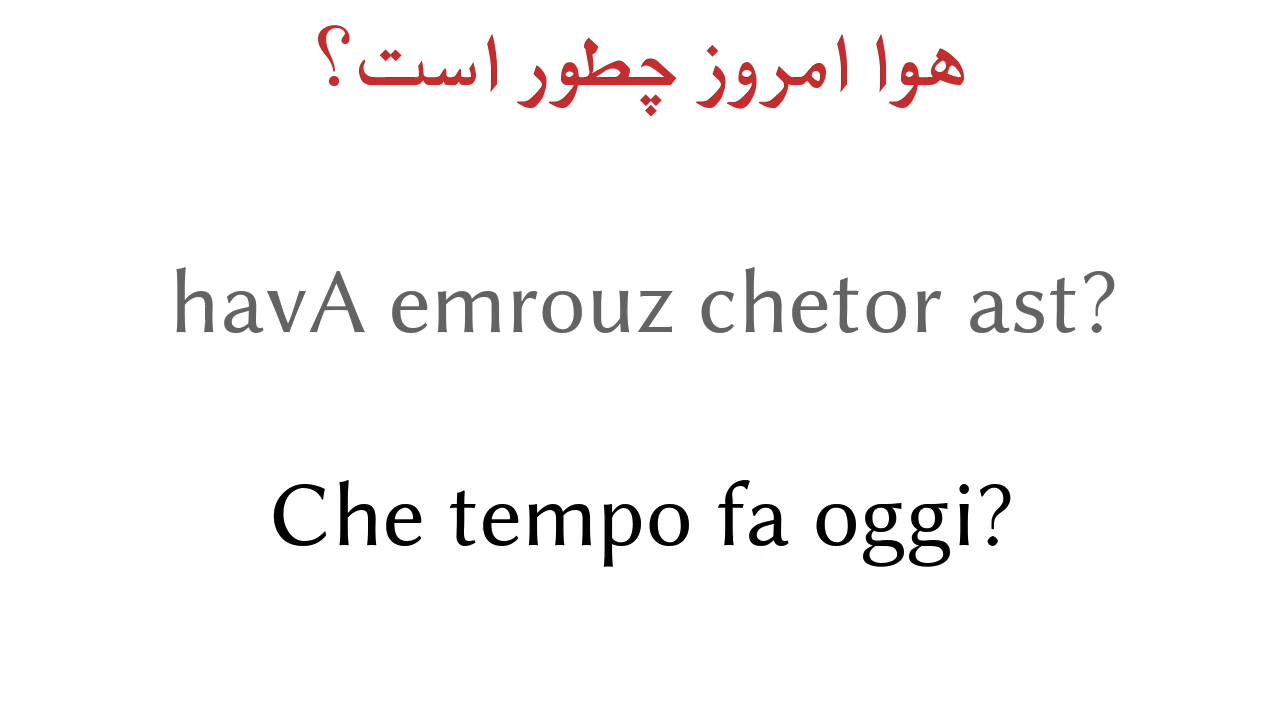 هوا امروز چطور است؟
havA emrouz chetor ast?
Che tempo fa oggi?